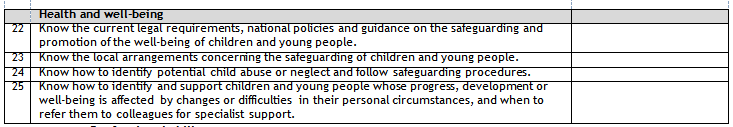 Health and well-being
22 Know the current legal requirements, national policies and guidance on the safeguarding and
promotion of the well-being of children and young people.
23 Know the local arrangements concerning the safeguarding of children and young people.
24 Know how to identify potential child abuse or neglect and follow safeguarding procedures.
25 Know how to identify and support children and young people whose progress, development or
well-being is affected by changes or difficulties in their personal circumstances, and when to
refer them to colleagues for specialist support.